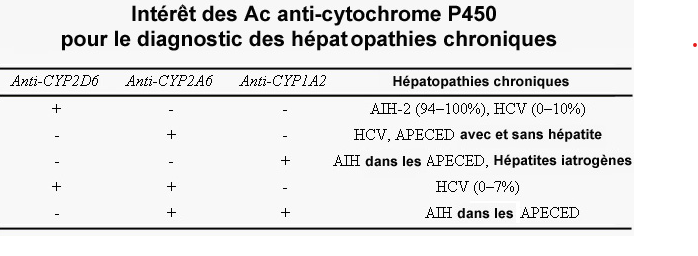 Intérêt des Ac anti-cytochrome P450
pour le diagnostic des hépatopathies chroniques
Anti-CYP2D6 Anti-CYP2A6 Anti-CYP1A2 Hépatopathies chroniques
+ - - AIH-2 (94–100%), HCV (0–10%)
- + - HCV, APECED avec et sans hépatite
- - + AIH dans les APECED, Hépatites iatrogènes
+ + - HCV (0–7%)
- + + AIH dans les APECED